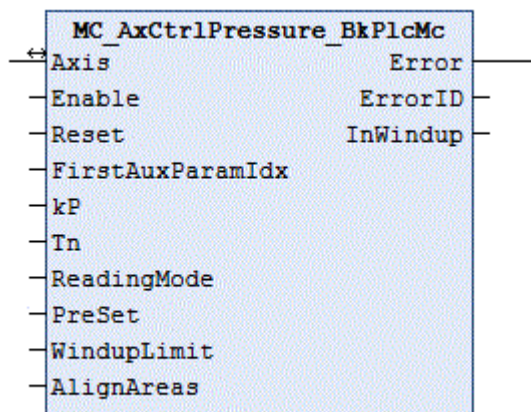 MC_AxCtrlPressure_BkPlcMc
Axis Error
Enable ErrorID
Reset InWindup
FirstAuxParamIdx
kP
Tn
ReadingMode
PreSet
WindupLimit
AlignAreas